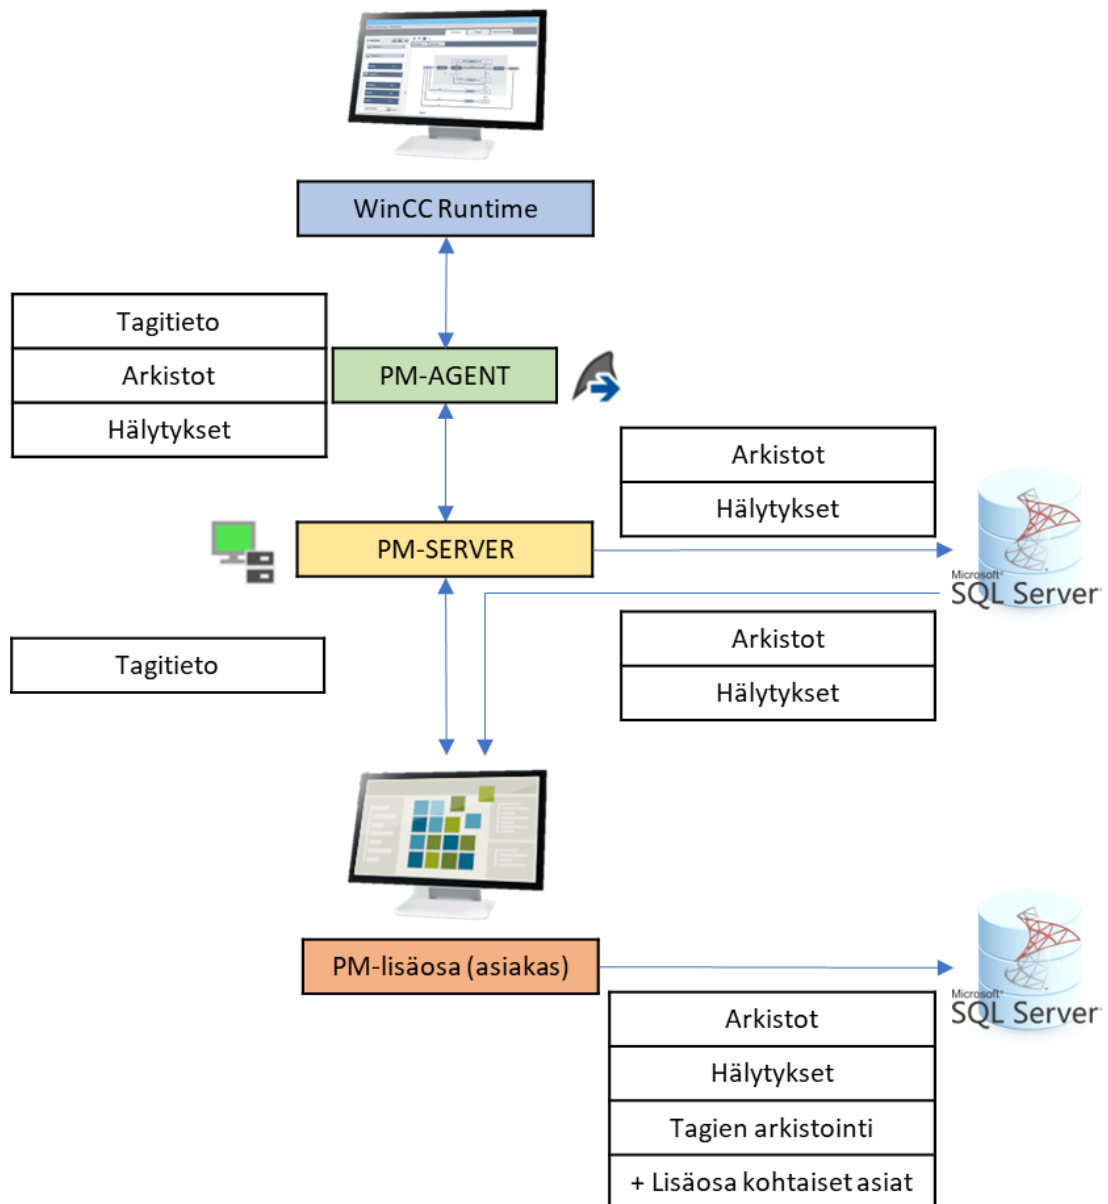 WinCC Runtime
Tagitieto
Arkistot
Hälytykset
PM-AGENT
Arkistot
Hälytykset
PM-SERVER
Microsoft®
SQL Server
Arkistot
Hälytykset
Tagitieto
PM-lisäosa (asiakas)
Microsoft®
SQL Server
Arkistot
Hälytykset
Tagien arkistointi
+ Lisäosa kohtaiset asiat